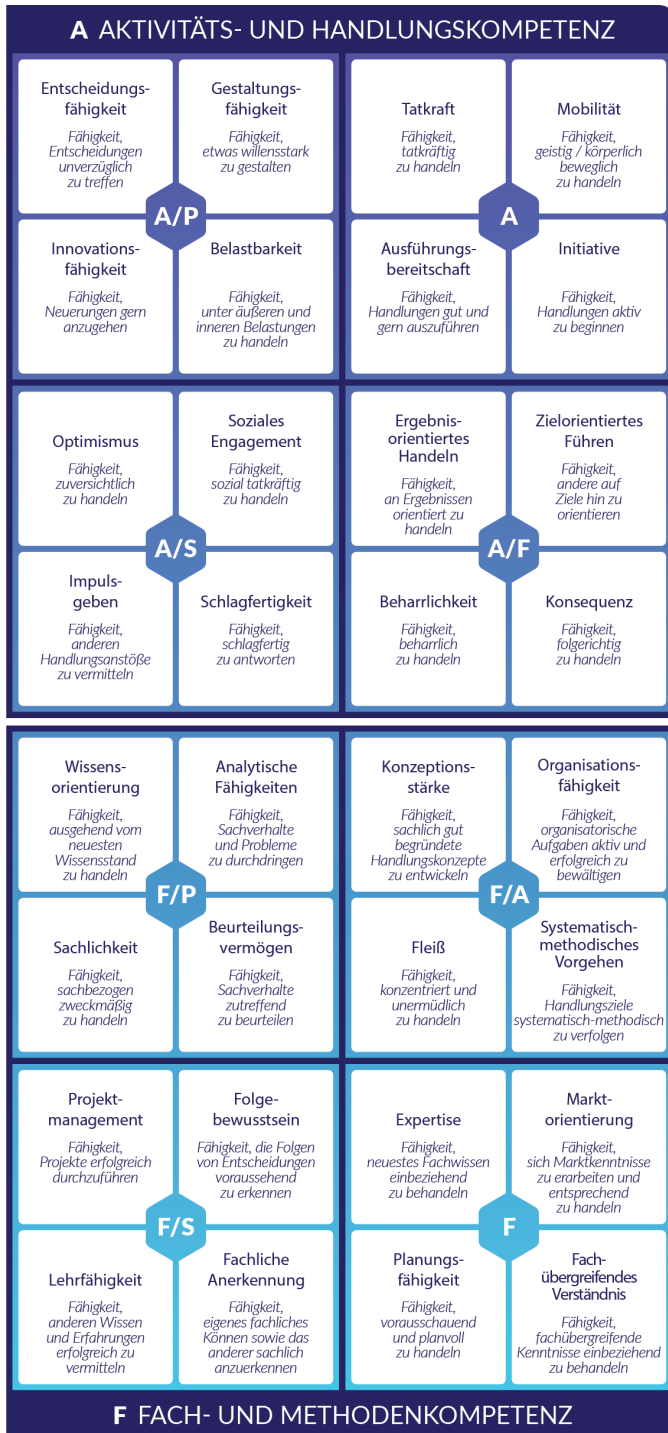 A AKTIVITÄTS- UND HANDLUNGSKOMPETENZ
Entscheidungs-
fähigkeit
Fähigkeit,
Entscheidungen
unverzüglich
zu treffen
Gestaltungs-
fähigkeit
Fähigkeit,
etwas willensstark
zu gestalten
A/P
Innovations-
fähigkeit
Fähigkeit,
Neuerungen gern
anzugehen
Belastbarkeit
Fähigkeit,
unter äußeren und
inneren Belastungen
zu handeln
Tatkraft
Fähigkeit,
tatkräftig
zu handeln
Mobilität
Fähigkeit,
geistig / körperlich
beweglich
zu handeln
A
Ausführungs-
bereitschaft
Fähigkeit,
Handlungen gut und
gern auszuführen
Initiative
Fähigkeit,
Handlungen aktiv
zu beginnen
Optimismus
Fähigkeit,
zuversichtlich
zu handeln
Soziales
Engagement
Fähigkeit,
sozial tatkräftig
zu handeln
A/S
Impuls-
geben
Fähigkeit,
anderen
Handlungsanstöße
zu vermitteln
Schlagfertigkeit
Fähigkeit,
schlagfertig
zu antworten
Ergebnis-
orientiertes
Handeln
Fähigkeit,
an Ergebnissen
orientiert zu
handeln
Zielorientiertes
Führen
Fähigkeit,
andere auf
Ziele hin zu
orientieren
A/F
Beharrlichkeit
Fähigkeit,
beharrlich
zu handeln
Konsequenz
Fähigkeit,
folgerichtig
zu handeln
Wissens-
orientierung
Fähigkeit,
ausgehend vom
neuesten
Wissensstand
zu handeln
Analytische
Fähigkeiten
Fähigkeit,
Sachverhalte
und Probleme
zu durchdringen
F/P
Sachlichkeit
Fähigkeit,
sachbezogen
zweckmäßig
zu handeln
Beurteilungs-
vermögen
Fähigkeit,
Sachverhalte
zutreffend
zu beurteilen
Konzeptions-
stärke
Fähigkeit,
sachlich gut
begründete
Handlungskonzepte
zu entwickeln
Organisations-
fähigkeit
Fähigkeit,
organisatorische
Aufgaben aktiv und
erfolgreich zu
bewältigen
F/A
Fleiß
Fähigkeit,
konzentriert und
unermüdlich
zu handeln
Systematisch-
methodisches
Vorgehen
Fähigkeit,
Handlungsziele
systematisch-methodisch
zu verfolgen
Projekt-
management
Fähigkeit,
Projekte erfolgreich
durchzuführen
Folge-
bewusstsein
Fähigkeit, die Folgen
von Entscheidungen
voraussehend
zu erkennen
F/S
Lehrfähigkeit
Fähigkeit,
anderen Wissen
und Erfahrungen
erfolgreich zu
vermitteln
Fachliche
Anerkennung
Fähigkeit,
eigenes fachliches
Können sowie das
anderer sachlich
anzuerkennen
Expertise
Fähigkeit,
neuestes Fachwissen
einbeziehend
zu behandeln
Markt-
orientierung
Fähigkeit,
sich Marktkenntnisse
zu erarbeiten und
entsprechend
zu handeln
F
Planungs-
fähigkeit
Fähigkeit,
vorausschauend
und planvoll
zu handeln
Fach-
übergreifendes
Verständnis
Fähigkeit,
fachübergreifende
Kenntnisse einbeziehend
zu behandeln
F FACH- UND METHODENKOMPETENZ